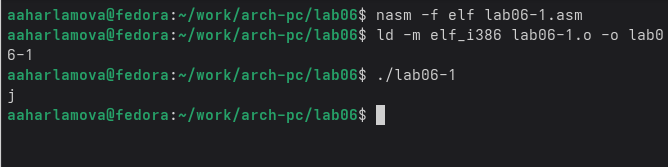 aaharlamova@fedora:~/work/arch-pc/lab06$ nasm -f elf lab06-1.asm
aaharlamova@fedora:~/work/arch-pc/lab06$ ld -m elf_i386 lab06-1.o -o lab0
6-1
aaharlamova@fedora:~/work/arch-pc/lab06$ ./lab06-1
j
aaharlamova@fedora:~/work/arch-pc/lab06$